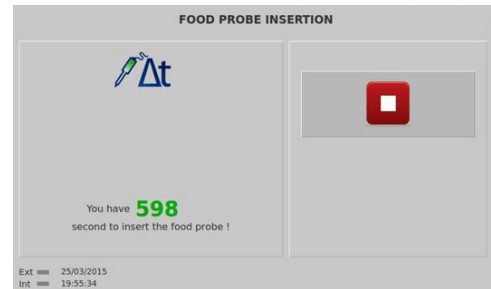 FOOD PROBE INSERTION
Δt
You have 598
second to insert the food probe !
Ext 25/03/2015
Int 19:55:34